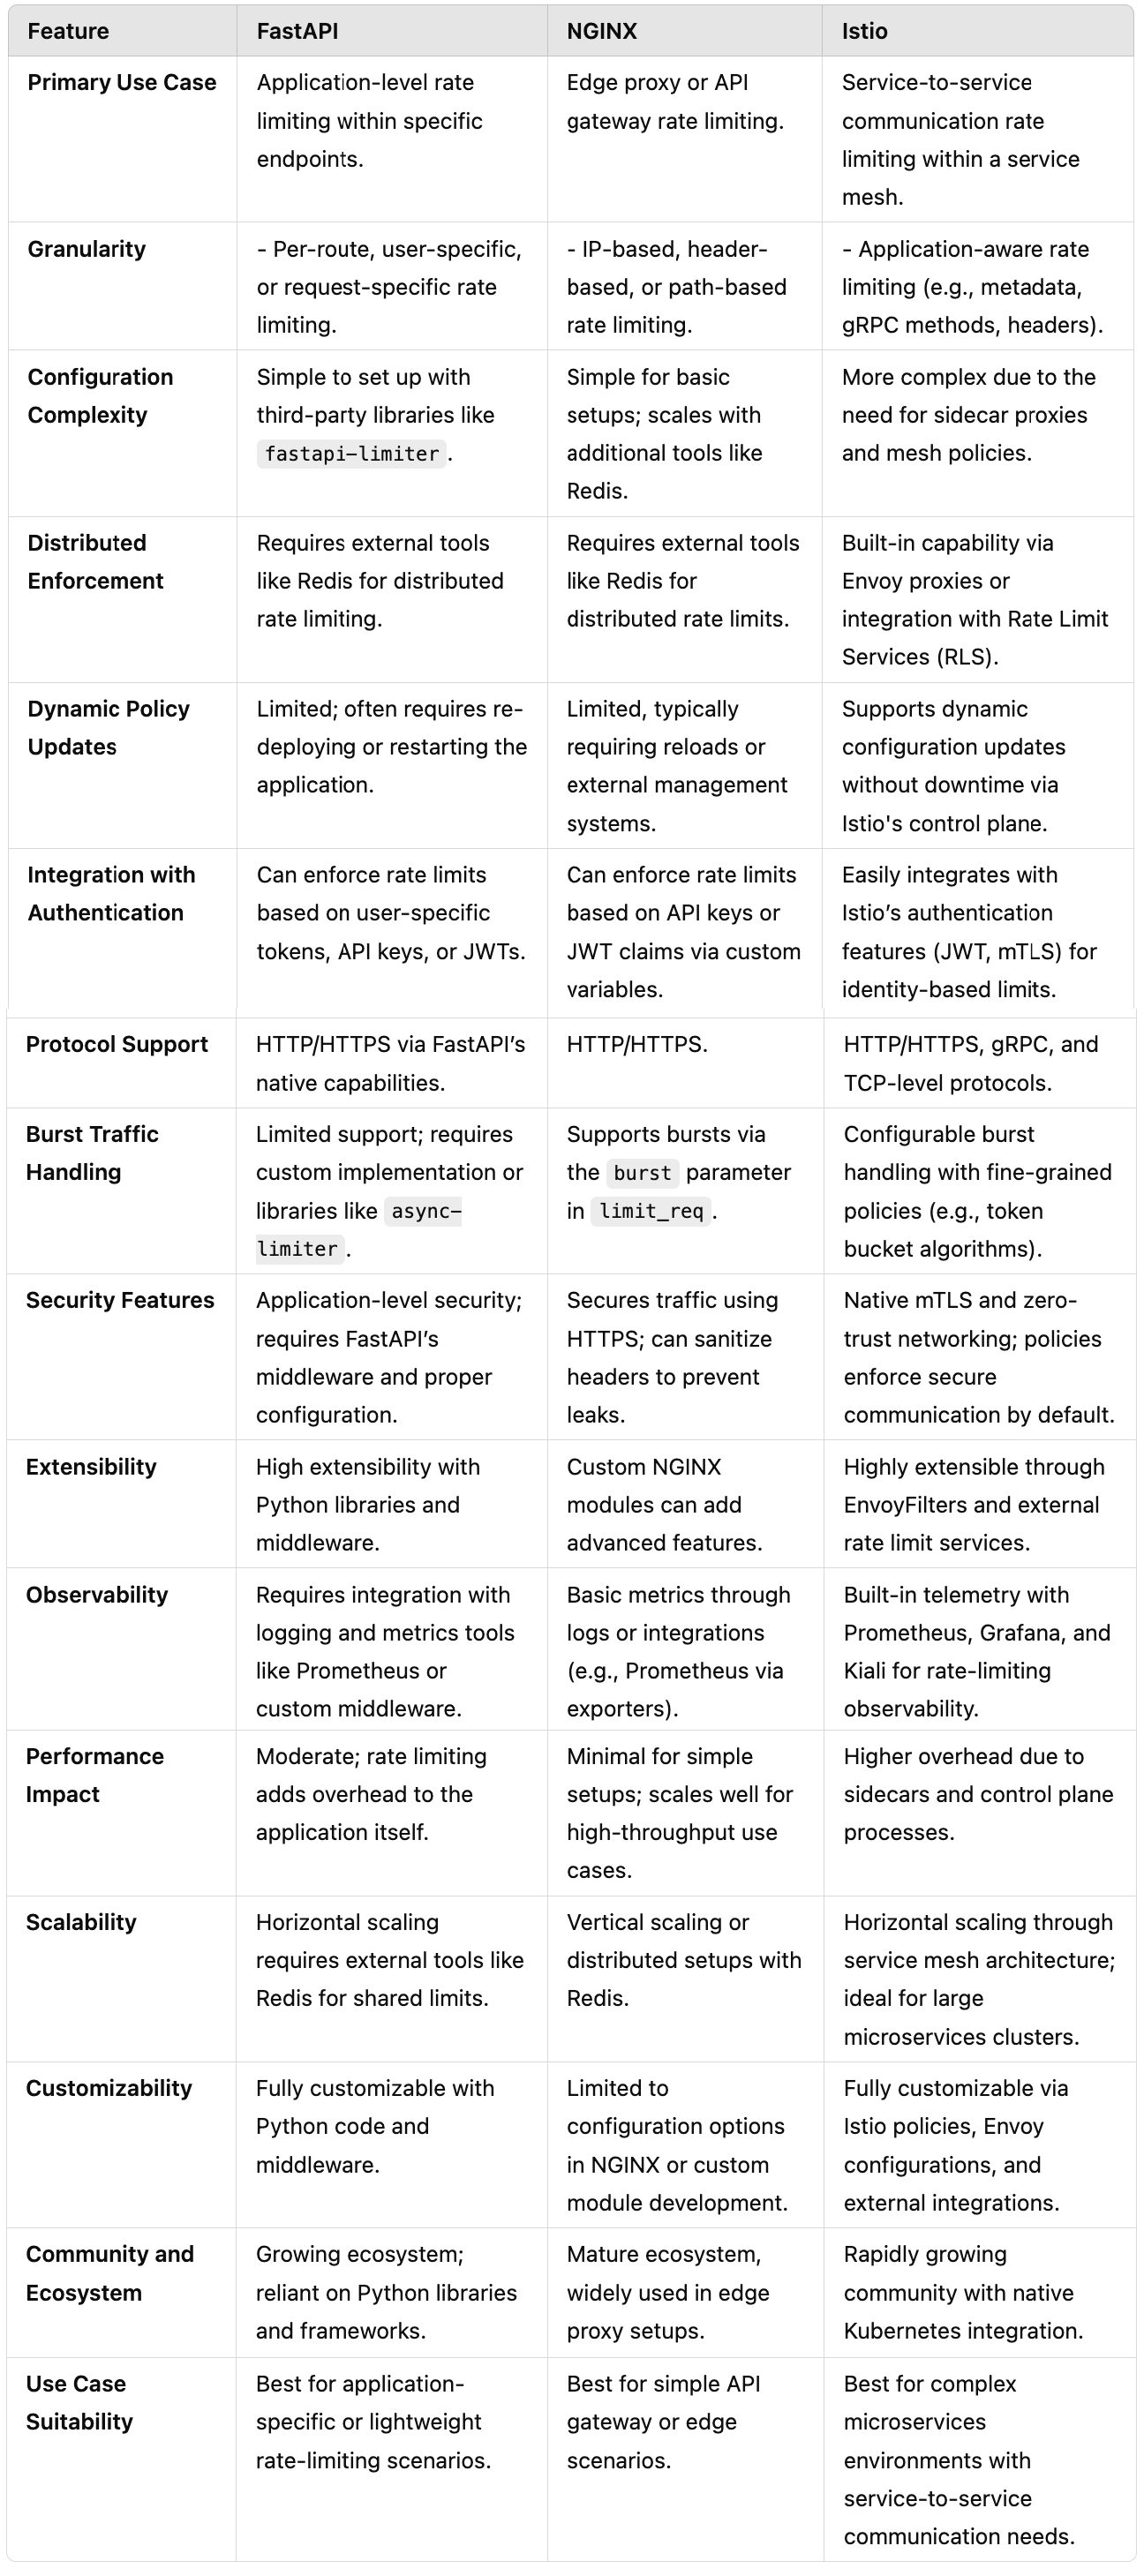 Feature
FastAPI
NGINX
Istio
Primary Use Case
Application-level rate
limiting within specific
endpoints.
Edge proxy or API
gateway rate limiting.
Service-to-service
communication rate
limiting within a service
mesh.
Granularity
- Per-route, user-specific,
or request-specific rate
limiting.
- IP-based, header-
based, or path-based
rate limiting.
- Application-aware rate
limiting (e.g., metadata,
gRPC methods, headers).
Configuration
Complexity
Simple to set up with
third-party libraries like
fastapi-limiter.
Simple for basic
setups; scales with
additional tools like
Redis.
More complex due to the
need for sidecar proxies
and mesh policies.
Distributed
Enforcement
Requires external tools
like Redis for distributed
rate limiting.
Requires external tools
like Redis for
distributed rate limits.
Built-in capability via
Envoy proxies or
integration with Rate Limit
Services (RLS).
Dynamic Policy
Updates
Limited; often requires re-
deploying or restarting the
application.
Limited, typically
requiring reloads or
external management
systems.
Supports dynamic
configuration updates
without downtime via
Istio's control plane.
Integration with
Authentication
Can enforce rate limits
based on user-specific
tokens, API keys, or JWTs.
Can enforce rate limits
based on API keys or
JWT claims via custom
variables.
Easily integrates with
Istio’s authentication
features (JWT, mTLS) for
identity-based limits.
Protocol Support
HTTP/HTTPS via FastAPI’s
native capabilities.
HTTP/HTTPS.
HTTP/HTTPS, gRPC, and
TCP-level protocols.
Burst Traffic
Handling
Limited support; requires
custom implementation or
libraries like async-
limiter.
Supports bursts via
the burst parameter
in limit_req.
Configurable burst
handling with fine-grained
policies (e.g., token
bucket algorithms).
Security Features
Application-level security;
requires FastAPI’s
middleware and proper
configuration.
Secures traffic using
HTTPS; can sanitize
headers to prevent
leaks.
Native mTLS and zero-
trust networking; policies
enforce secure
communication by default.
Extensibility
High extensibility with
Python libraries and
middleware.
Custom NGINX
modules can add
advanced features.
Highly extensible through
EnvoyFilters and external
rate limit services.
Observability
Requires integration with
logging and metrics tools
like Prometheus or
custom middleware.
Basic metrics through
logs or integrations
(e.g., Prometheus via
exporters).
Built-in telemetry with
Prometheus, Grafana, and
Kiali for rate-limiting
observability.
Performance
Impact
Moderate; rate limiting
adds overhead to the
application itself.
Minimal for simple
setups; scales well for
high-throughput use
cases.
Higher overhead due to
sidecars and control plane
processes.
Scalability
Horizontal scaling
requires external tools like
Redis for shared limits.
Vertical scaling or
distributed setups with
Redis.
Horizontal scaling through
service mesh architecture;
ideal for large
microservices clusters.
Customizability
Fully customizable with
Python code and
middleware.
Limited to
configuration options
in NGINX or custom
module development.
Fully customizable via
Istio policies, Envoy
configurations, and
external integrations.
Community and
Ecosystem
Growing ecosystem;
reliant on Python libraries
and frameworks.
Mature ecosystem,
widely used in edge
proxy setups.
Rapidly growing
community with native
Kubernetes integration.
Use Case
Suitability
Best for application-
specific or lightweight
rate-limiting scenarios.
Best for simple API
gateway or edge
scenarios.
Best for complex
microservices
environments with
service-to-service
communication needs.